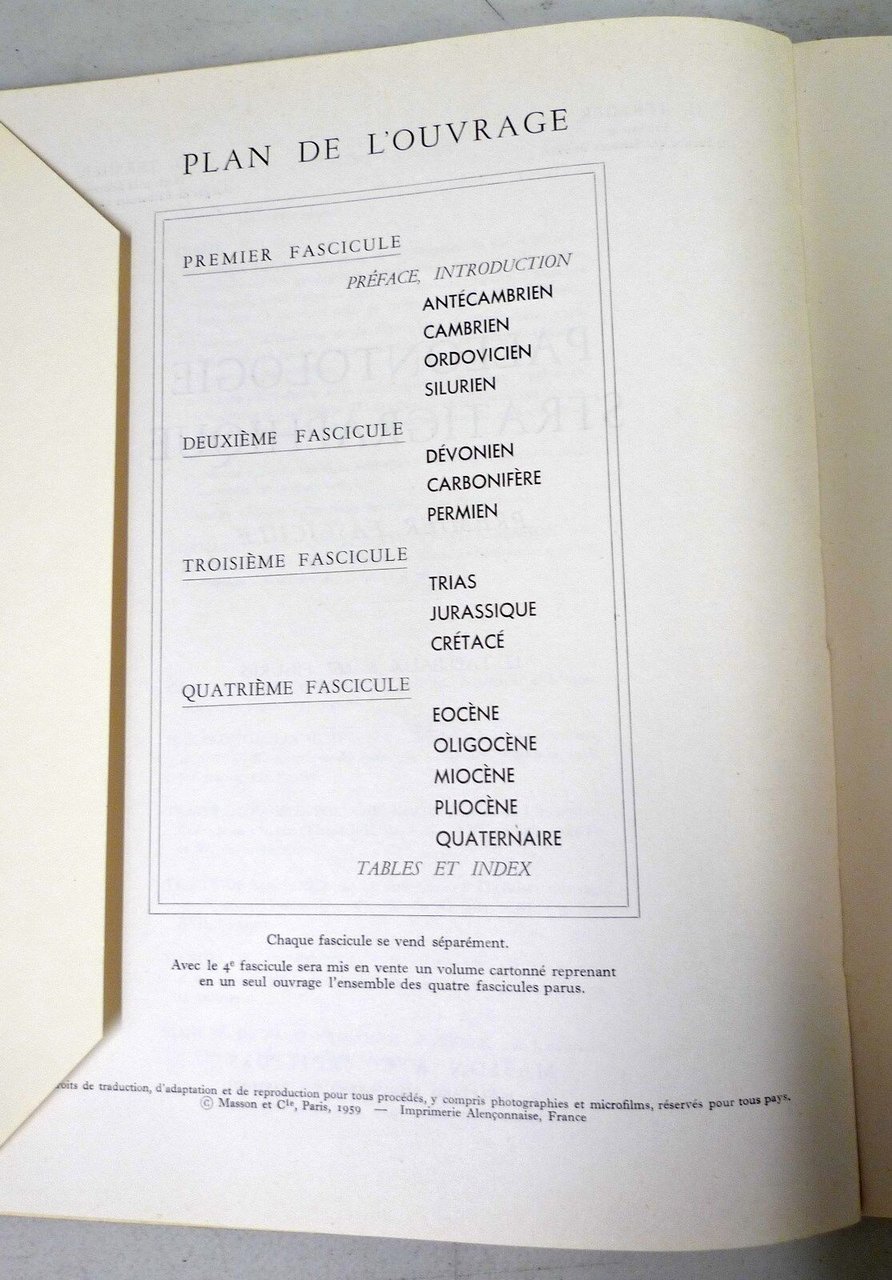 PLAN DE L'OUVRAGE
PREMIER FASCICULE
PRÉFACE, INTRODUCTION
ANTÉCAMBRIEN
CAMBRIEN
ORDOVICIEN
SILURIEN
DEUXIÈME FASCICULE
DÉVONIEN
CARBONIFÈRE
PERMIEN
TROISIÈME FASCICULE
TRIAS
JURASSIQUE
CRÉTACÉ
QUATRIÈME FASCICULE
EOCÈNE
OLIGOCÈNE
MIOCÈNE
PLIOCÈNE
QUATERNAIRE
TABLES ET INDEX
Chaque fascicule se vend séparément.
Avec le 4e fascicule sera mis en vente un volume cartonné reprenant
en un seul ouvrage l'ensemble des quatre fascicules parus.
de traduction, d'adaptation et de reproduction pour tous procédés, y compris photographies et microfilms, réservés pour tous pays.
© Masson et Cie, Paris, 1959 — Imprimerie Alençonnaise, France